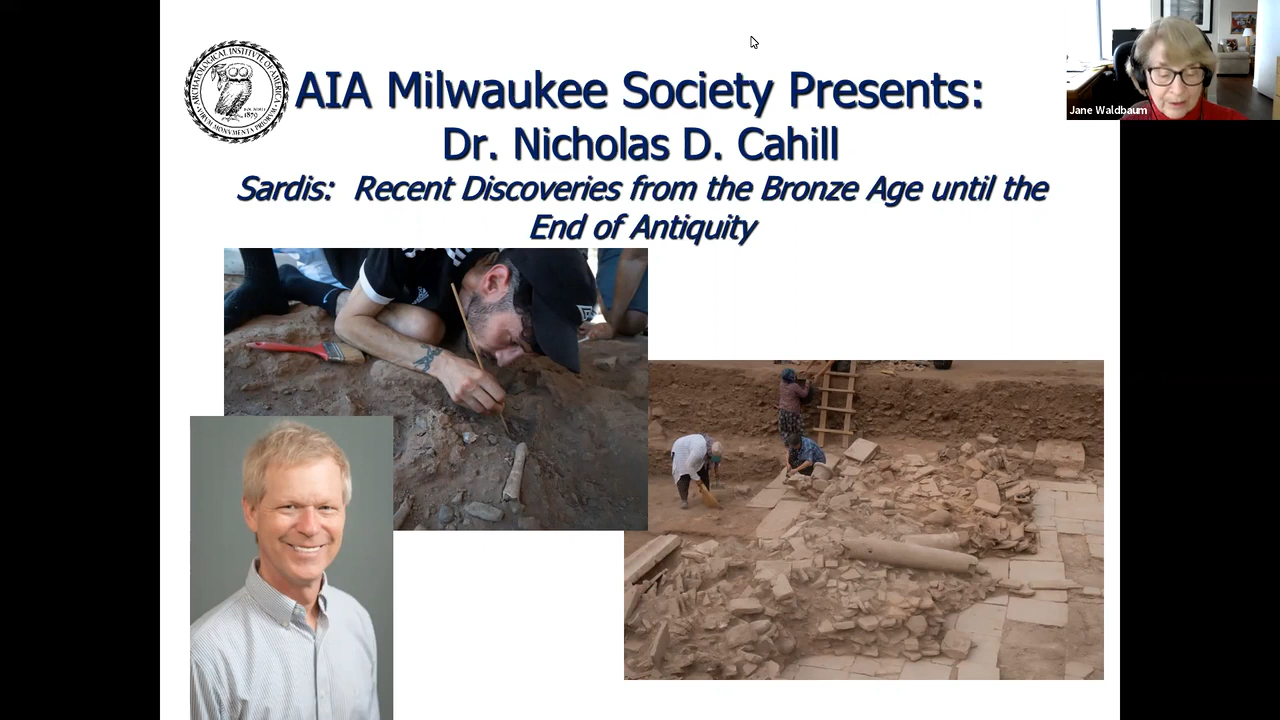 AIA Milwaukee Society Presents:
Dr. Nicholas D. Cahill
Sardis: Recent Discoveries from the Bronze Age until the
End of Antiquity
Jane Waldbaum